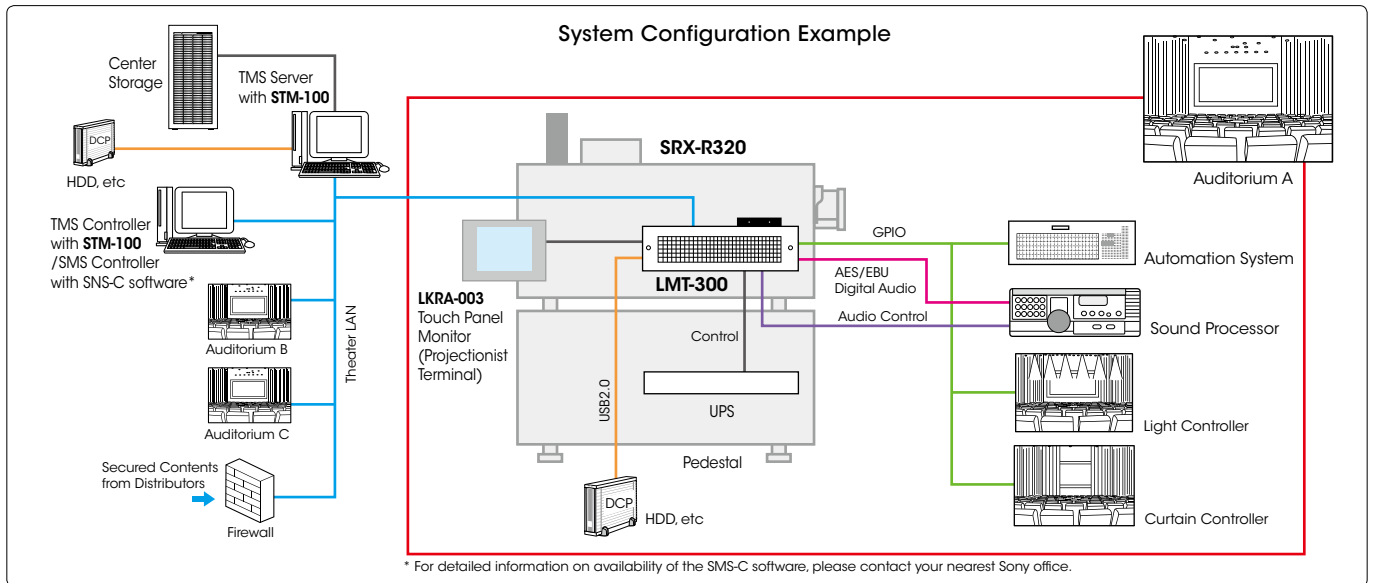 System Configuration Example
Center
Storage
TMS Server
with STM-100
DCP
HDD, etc
TMS Controller
with STM-100
/SMS Controller
with SNS-C software*
Auditorium B
Auditorium C
Theater LAN
Secured Contents
from Distributors
Firewall
SRX-R320
LMT-300
LKRA-003
Touch Panel
Monitor
(Projectionist
Terminal)
Control
USB2.0
UPS
Pedestal
DCP
HDD, etc
GPIO
AES/EBU
Digital Audio
Audio Control
Auditorium A
Automation System
Sound Processor
Light Controller
Curtain Controller
* For detailed information on availability of the SMS-C software, please contact your nearest Sony office.